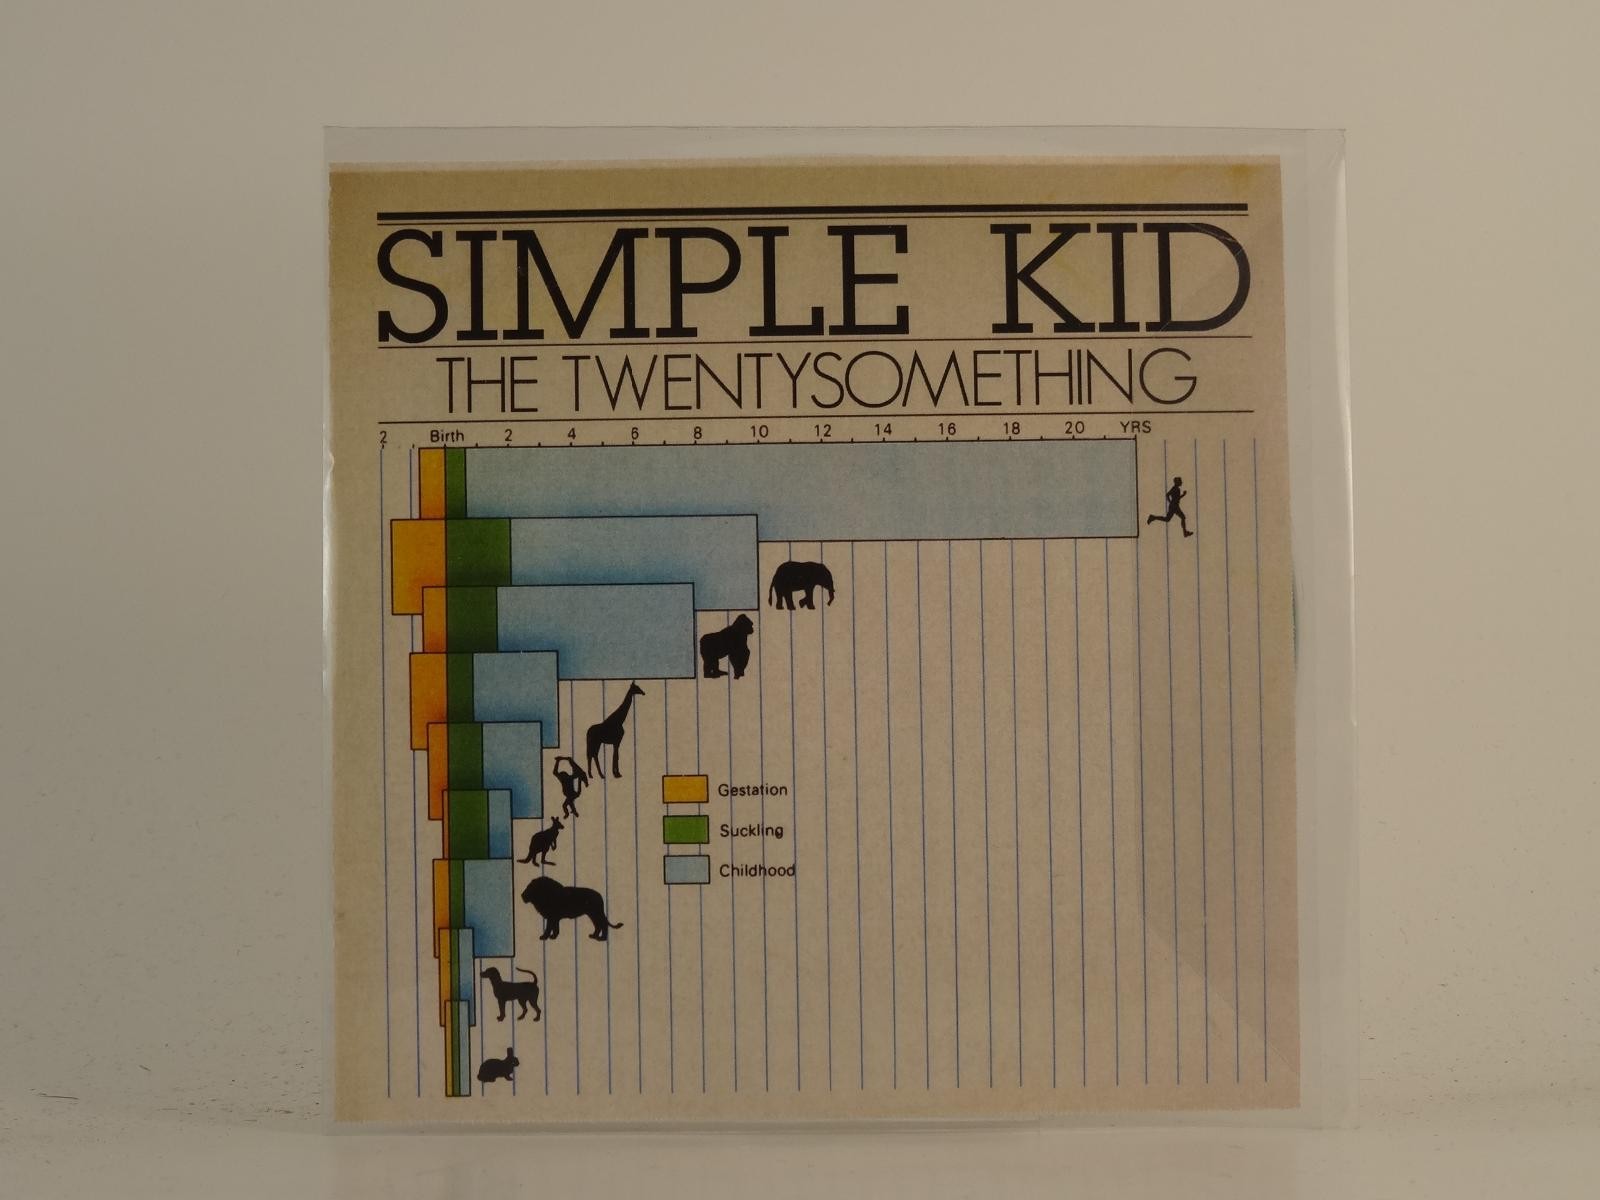 SIMPLE KID
THE TWENTYSOMETHING
2 Birth 2 4 6 8 10 12 14 16 18 20 YRS
Gestation
Suckling
Childhood